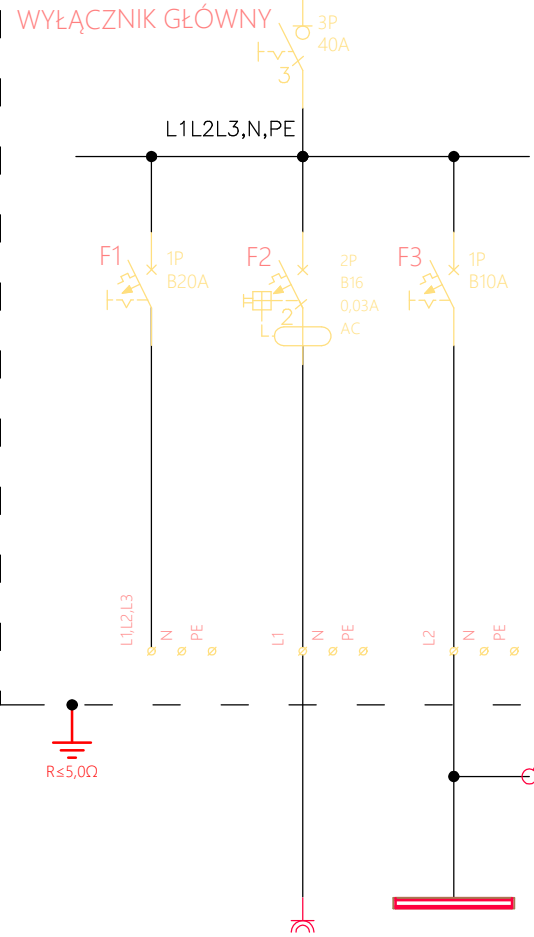 WYŁĄCZNIK GŁÓWNY
3P
40A
3
L1L2L3,N,PE
F1
1P
B20A
F2
2P
B16
0,03A
AC
2
F3
1P
B10A
L1,L2,L3
N
PE
L1
N
PE
L2
N
PE
R≤5,0Ω